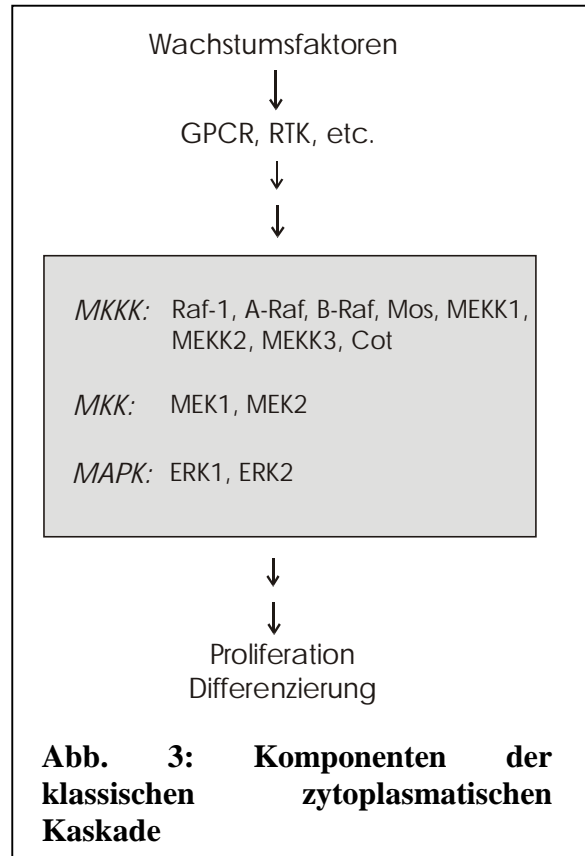 Wachstumsfaktoren
GPCR, RTK, etc.
MKKK: Raf-1, A-Raf, B-Raf, Mos, MEKK1,
MEKK2, MEKK3, Cot
MKK: MEK1, MEK2
MAPK: ERK1, ERK2
Proliferation
Differenzierung
Abb. 3: Komponenten der
klassischen zytoplasmatischen
Kaskade